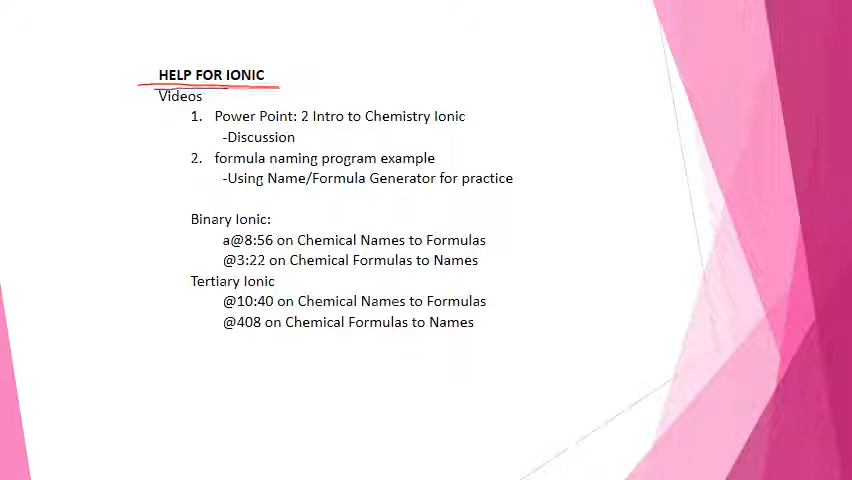 HELP FOR IONIC
Videos
1. Power Point: 2 Intro to Chemistry Ionic
-Discussion
2. formula naming program example
-Using Name/Formula Generator for practice
Binary Ionic:
a@8:56 on Chemical Names to Formulas
@3:22 on Chemical Formulas to Names
Tertiary Ionic
@10:40 on Chemical Names to Formulas
@408 on Chemical Formulas to Names